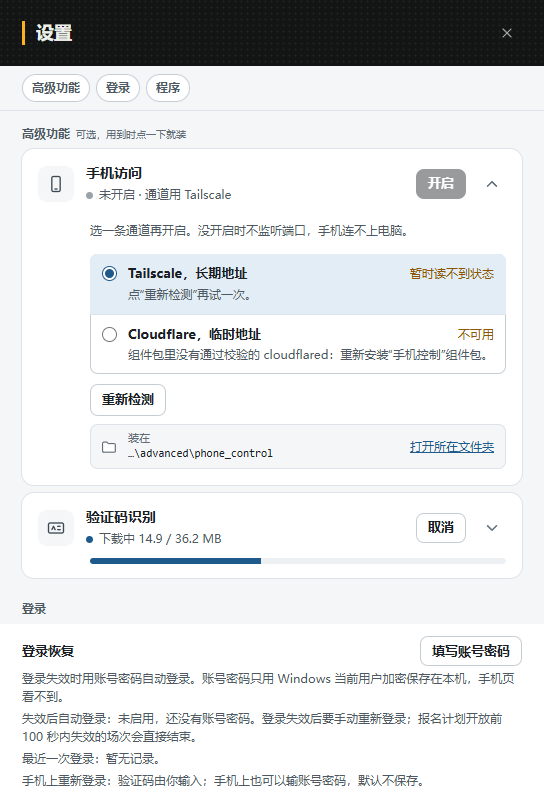 设置
高级功能 登录 程序
高级功能 可选，用到时点一下就装
手机访问
未开启 · 通道用 Tailscale
开启
选一条通道再开启。没开启时不监听端口，手机连不上电脑。
Tailscale，长期地址 暂时读不到状态
点“重新检测”再试一次。
Cloudflare，临时地址 不可用
组件包里没有通过校验的 cloudflared：重新安装“手机控制”组件包。
重新检测
装在
…\advanced\phone_control
打开所在文件夹
验证码识别
下载中 14.9 / 36.2 MB
取消
登录
登录恢复 填写账号密码
登录失效时用账号密码自动登录。账号密码只用 Windows 当前用户加密保存在本机，手机页
看不到。
失效后自动登录：未启用，还没有账号密码。登录失效后要手动重新登录；报名计划开放前
100 秒内失效的场次会直接结束。
最近一次登录：暂无记录。
手机上重新登录：验证码由你输入；手机上也可以输账号密码，默认不保存。